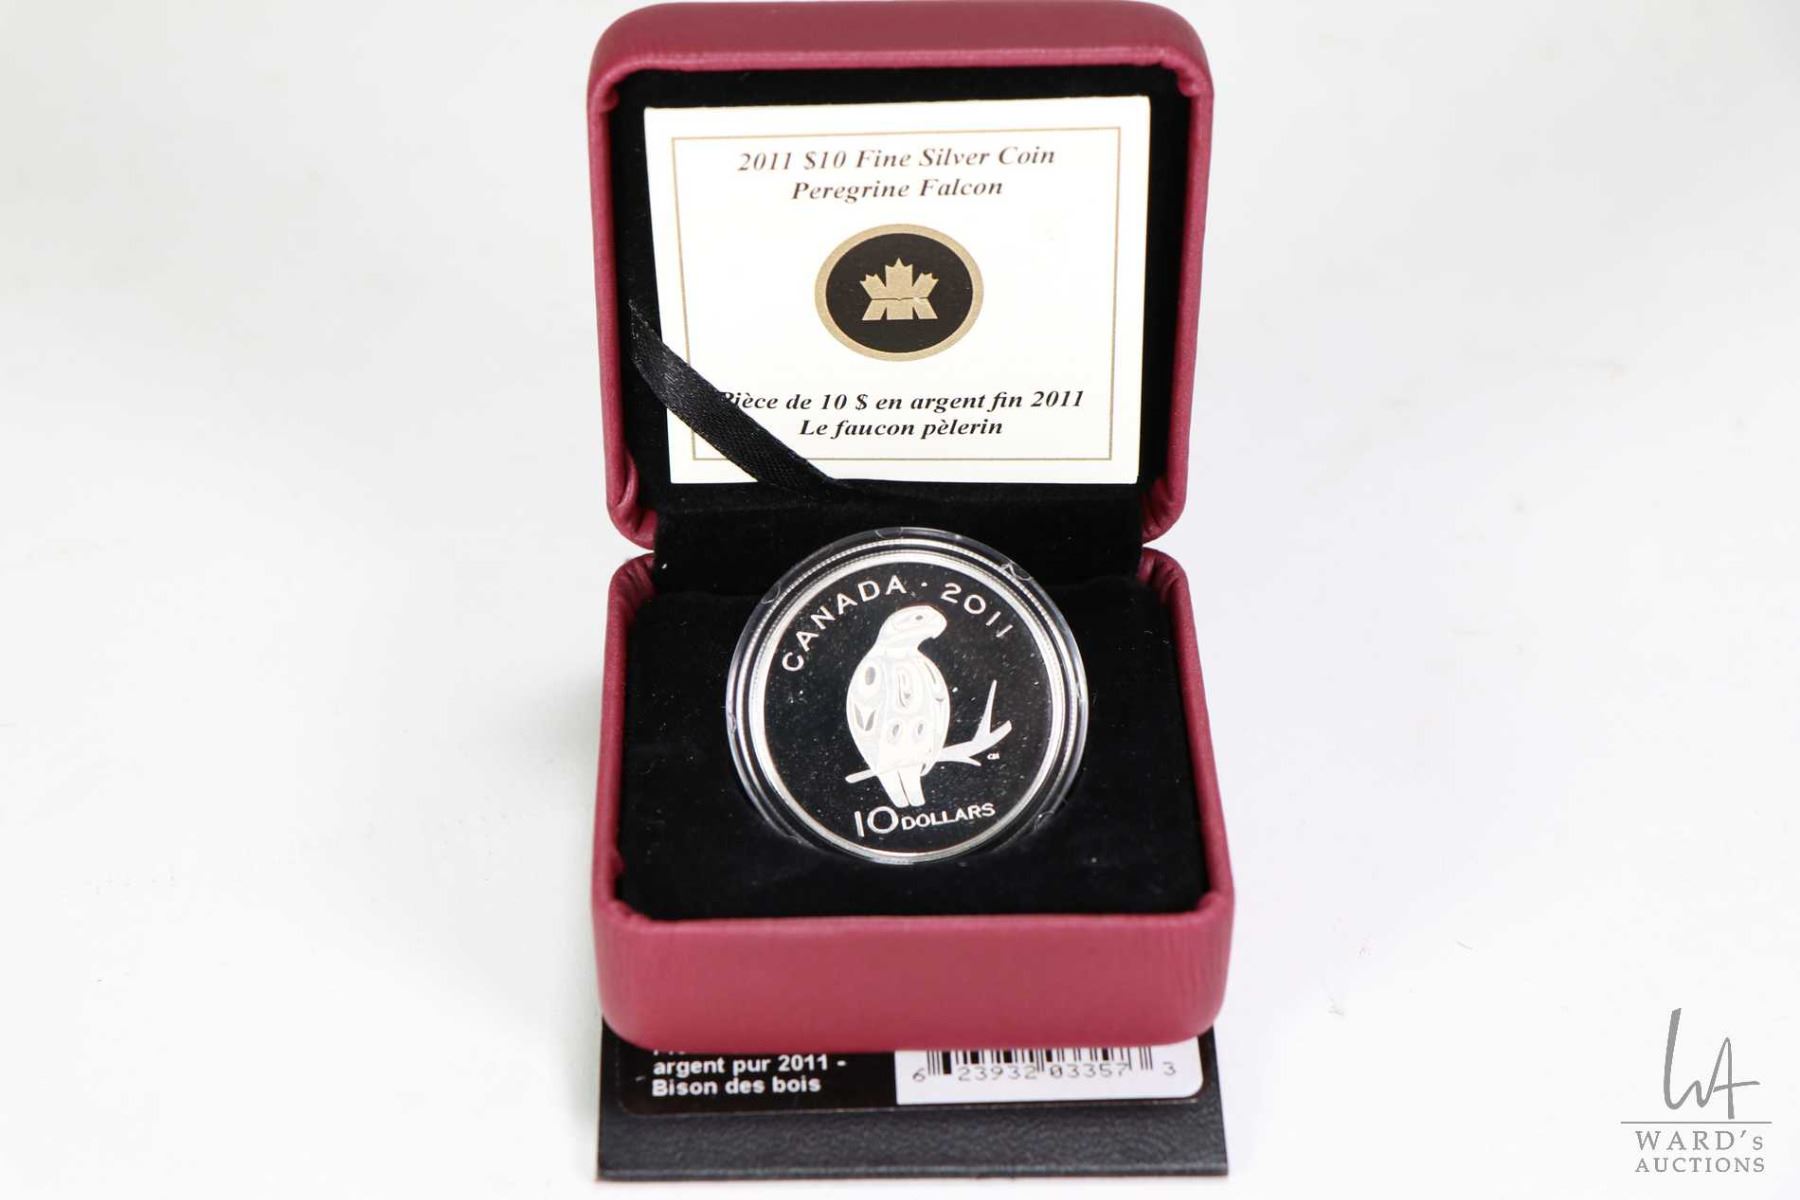 2011 $10 Fine Silver Coin
Peregrine Falcon
Pièce de 10 $ en argent fin 2011
Le faucon pèlerin
CANADA · 2011
10 DOLLARS
argent pur 2011 -
Bison des bois
6 23932 03357 3
WARD's
AUCTIONS